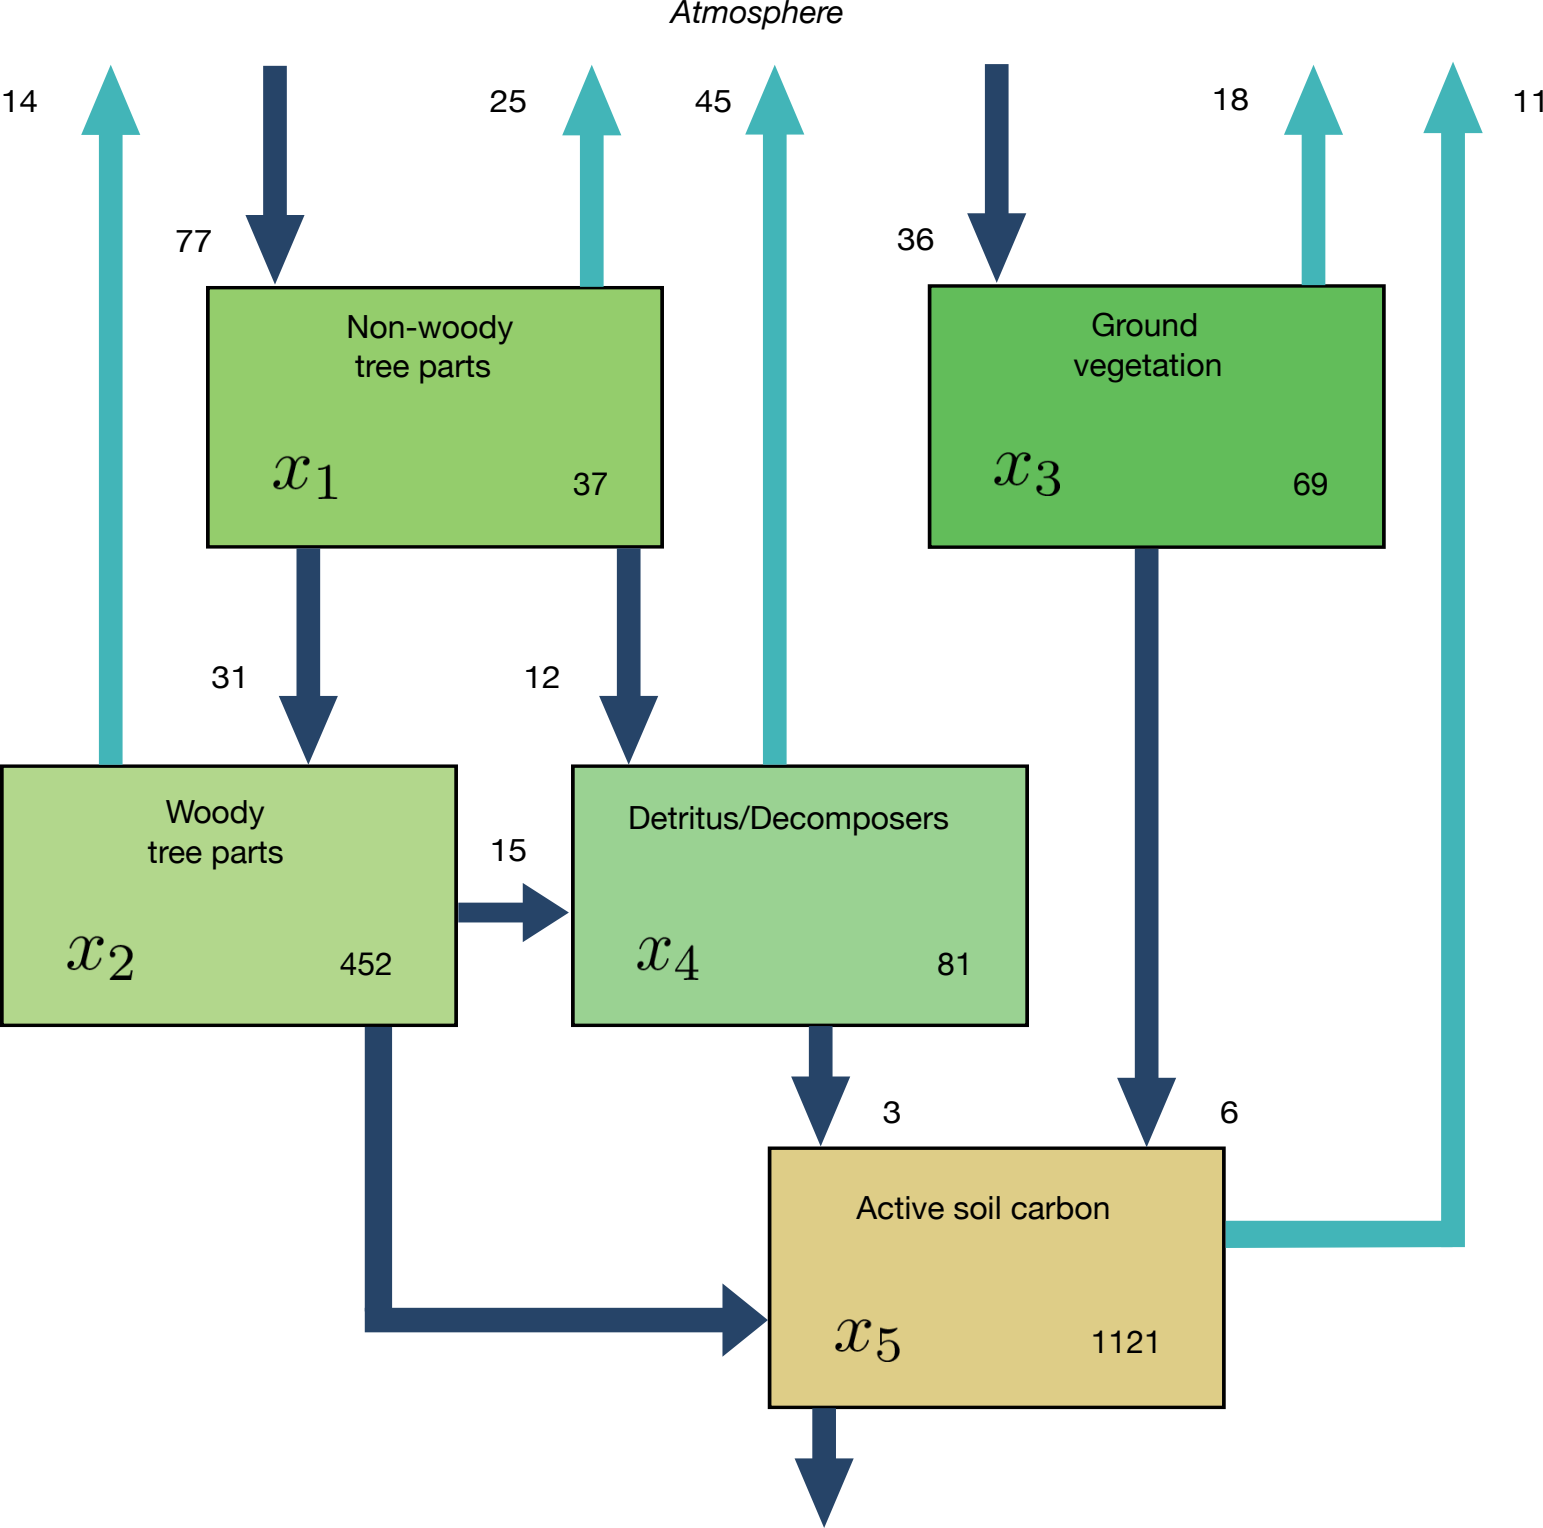 Atmosphere
14
25
45
18
11
77
36
Non-woody
tree parts
x1
37
Ground
vegetation
x3
69
31
12
Woody
tree parts
x2
452
15
Detritus/Decomposers
x4
81
3
6
Active soil carbon
x5
1121